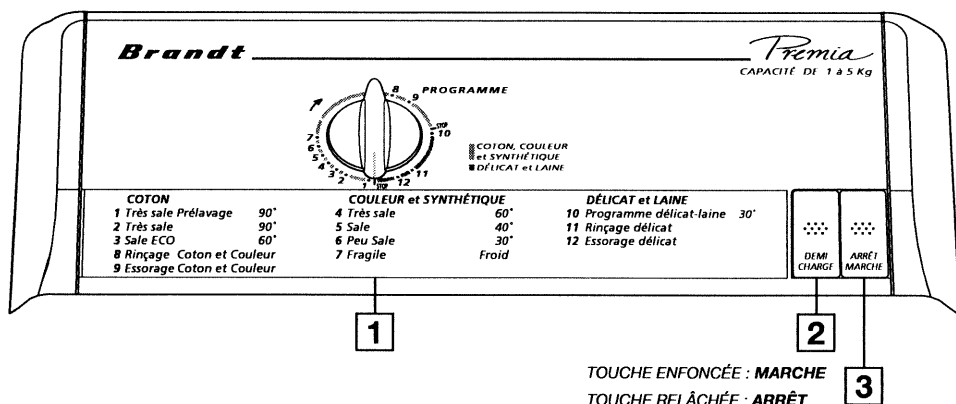 Brandt
Premia
CAPACITÉ DE 1 à 5 Kg
PROGRAMME
8
9
STOP
10
11
12
STOP
1
2
3
4
5
6
7
COTON, COULEUR
et SYNTHÉTIQUE
DÉLICAT et LAINE
COTON
1 Très sale Prélavage 90°
2 Très sale 90°
3 Sale ECO 60°
8 Rinçage Coton et Couleur
9 Essorage Coton et Couleur
COULEUR et SYNTHÉTIQUE
4 Très sale 60°
5 Sale 40°
6 Peu Sale 30°
7 Fragile Froid
DÉLICAT et LAINE
10 Programme délicat-laine 30°
11 Rinçage délicat
12 Essorage délicat
DEMI
CHARGE
ARRÊT
MARCHE
1
2
3
TOUCHE ENFONCÉE : MARCHE
TOUCHE RELÂCHÉE : ARRÊT